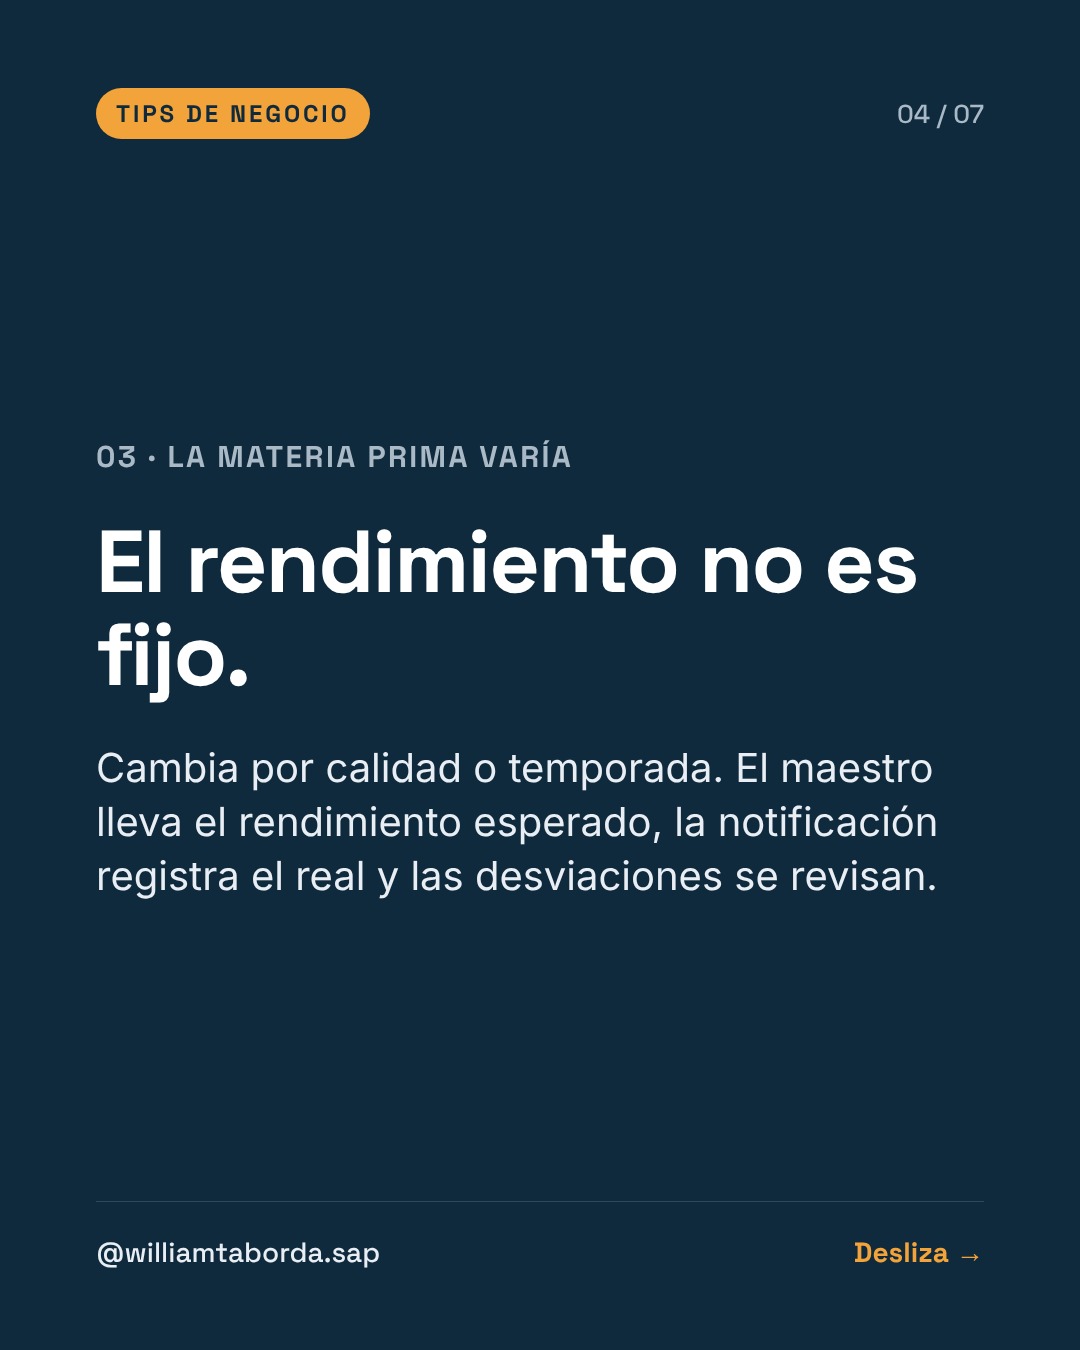 TIPS DE NEGOCIO
04 / 07
03 · LA MATERIA PRIMA VARÍA
El rendimiento no es
fijo.
Cambia por calidad o temporada. El maestro
lleva el rendimiento esperado, la notificación
registra el real y las desviaciones se revisan.
@williamtaborda.sap
Desliza →